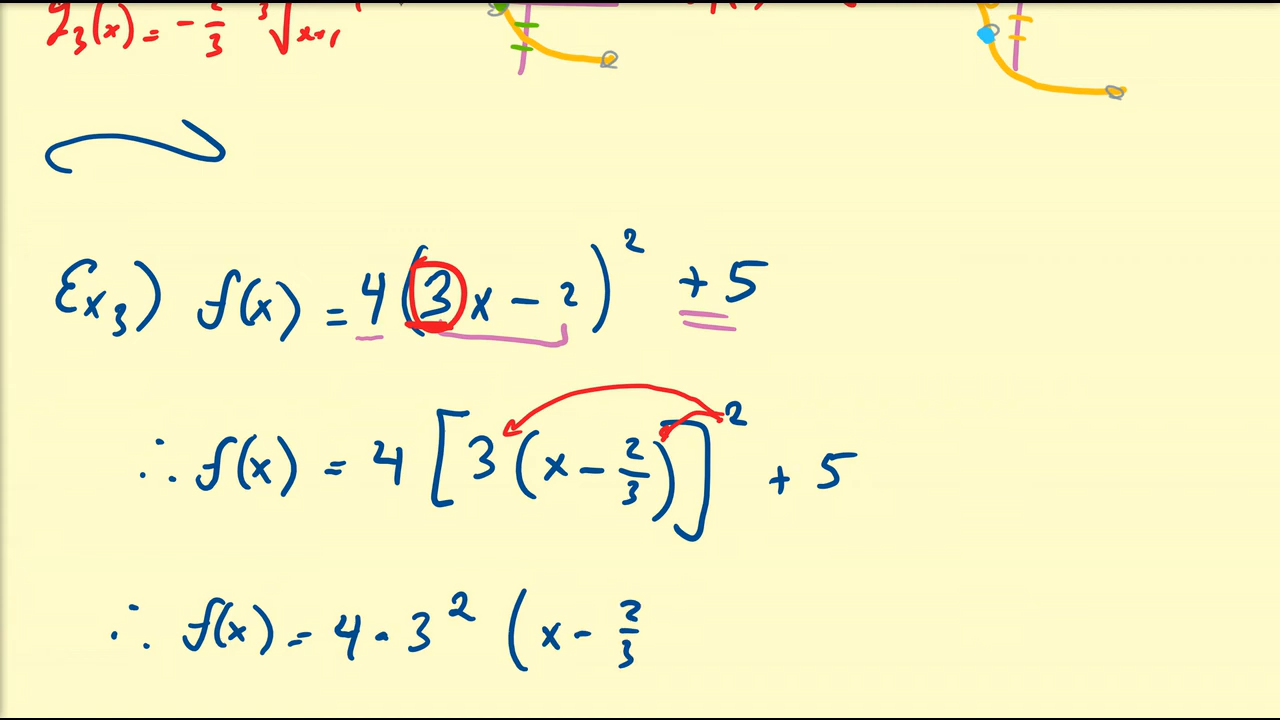 (x) = - 2/3 ∛x+1
Ex3) f(x) = 4(3x - 2)² + 5
∴ f(x) = 4[3(x - 2/3)]² + 5
∴ f(x) = 4 · 3² (x - 2/3